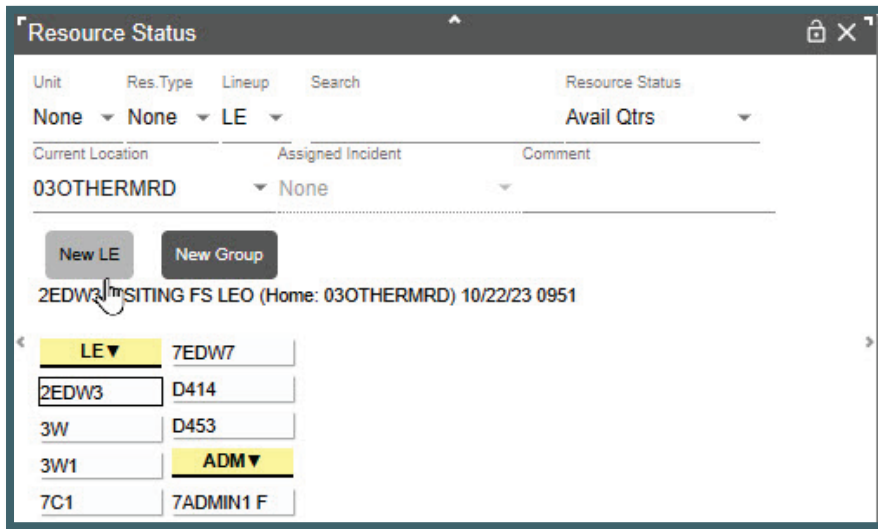 Resource Status
Unit Res.Type Lineup Search Resource Status
None None LE Avail Qtrs
Current Location Assigned Incident Comment
03OTHERMRD None
New LE New Group
2EDW3 SITING FS LEO (Home: 03OTHERMRD) 10/22/23 0951
LE▼ 7EDW7
2EDW3 D414
3W D453
3W1 ADM▼
7C1 7ADMIN1 F